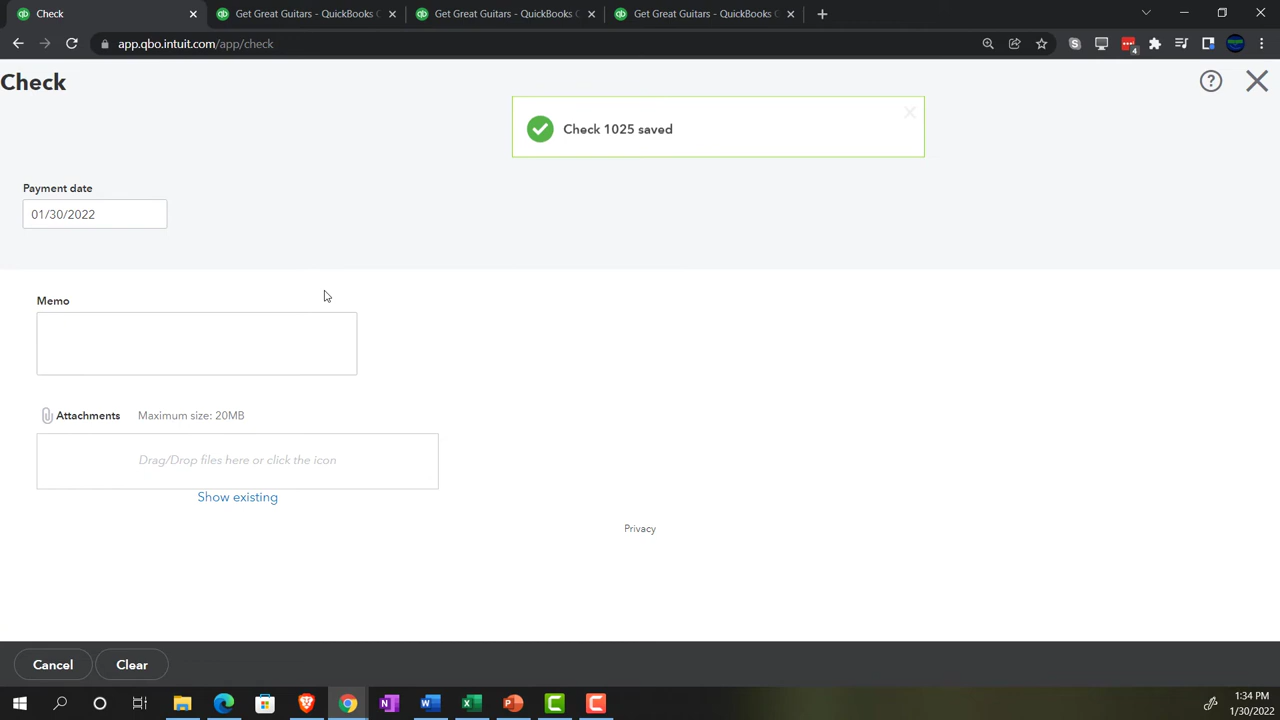 Check
Get Great Guitars - QuickBooks C
Get Great Guitars - QuickBooks C
Get Great Guitars - QuickBooks C
app.qbo.intuit.com/app/check
4
Check
Check 1025 saved
Payment date
01/30/2022
Memo
Attachments Maximum size: 20MB
Drag/Drop files here or click the icon
Show existing
Privacy
Cancel
Clear
1:34 PM
1/30/2022